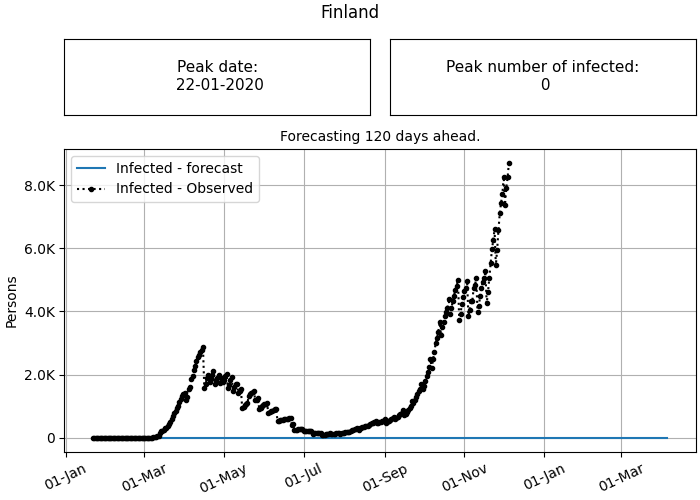 Finland
Peak date:
22-01-2020
Peak number of infected:
0
Forecasting 120 days ahead.
Infected - forecast
Infected - Observed
8.0K
6.0K
4.0K
2.0K
0
Persons
01-Jan
01-Mar
01-May
01-Jul
01-Sep
01-Nov
01-Jan
01-Mar